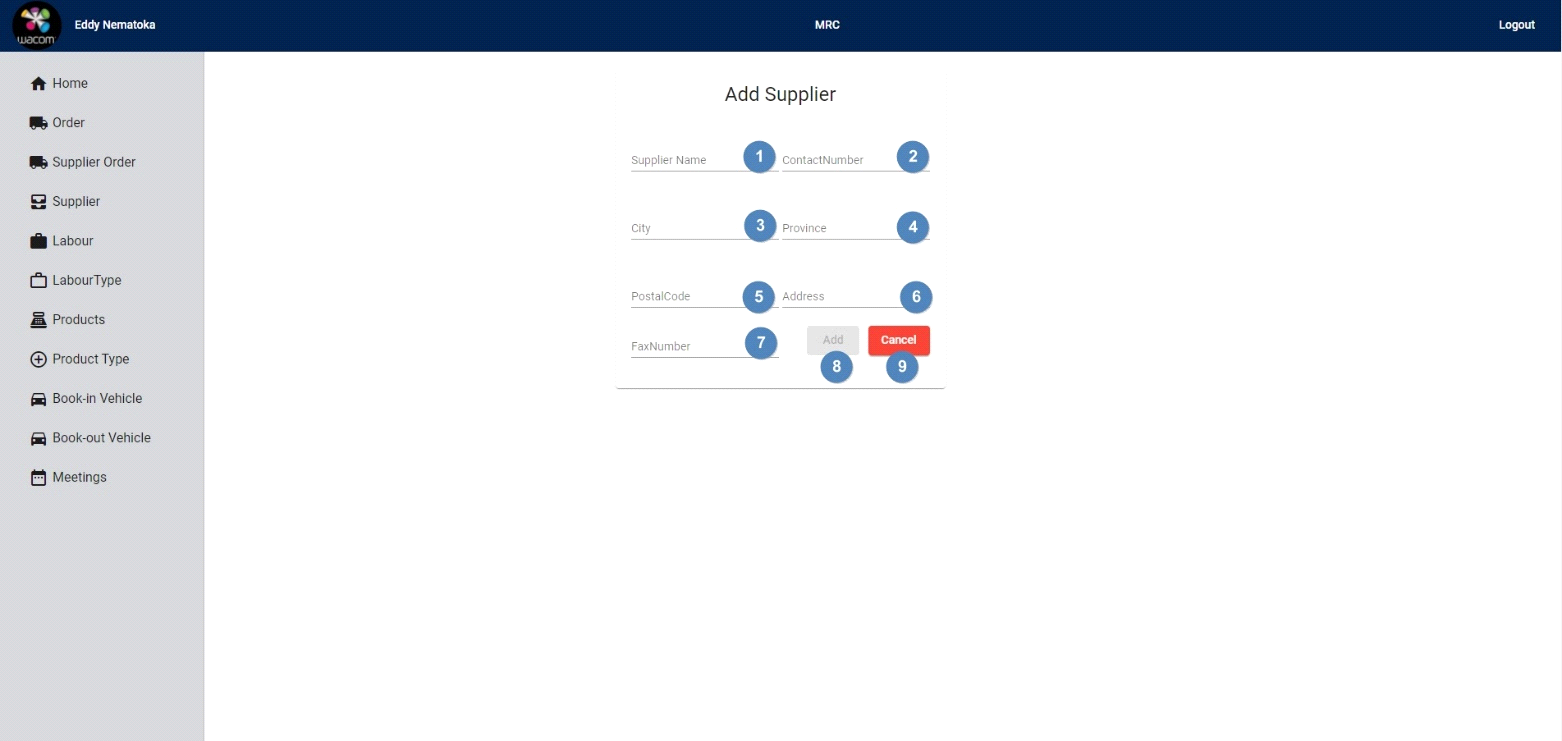 wacom
Eddy Nematoka
MRC
Logout
Home
Order
Supplier Order
Supplier
Labour
LabourType
Products
Product Type
Book-in Vehicle
Book-out Vehicle
Meetings
Add Supplier
Supplier Name 1 ContactNumber 2
City 3 Province 4
PostalCode 5 Address 6
FaxNumber 7 Add Cancel
8 9